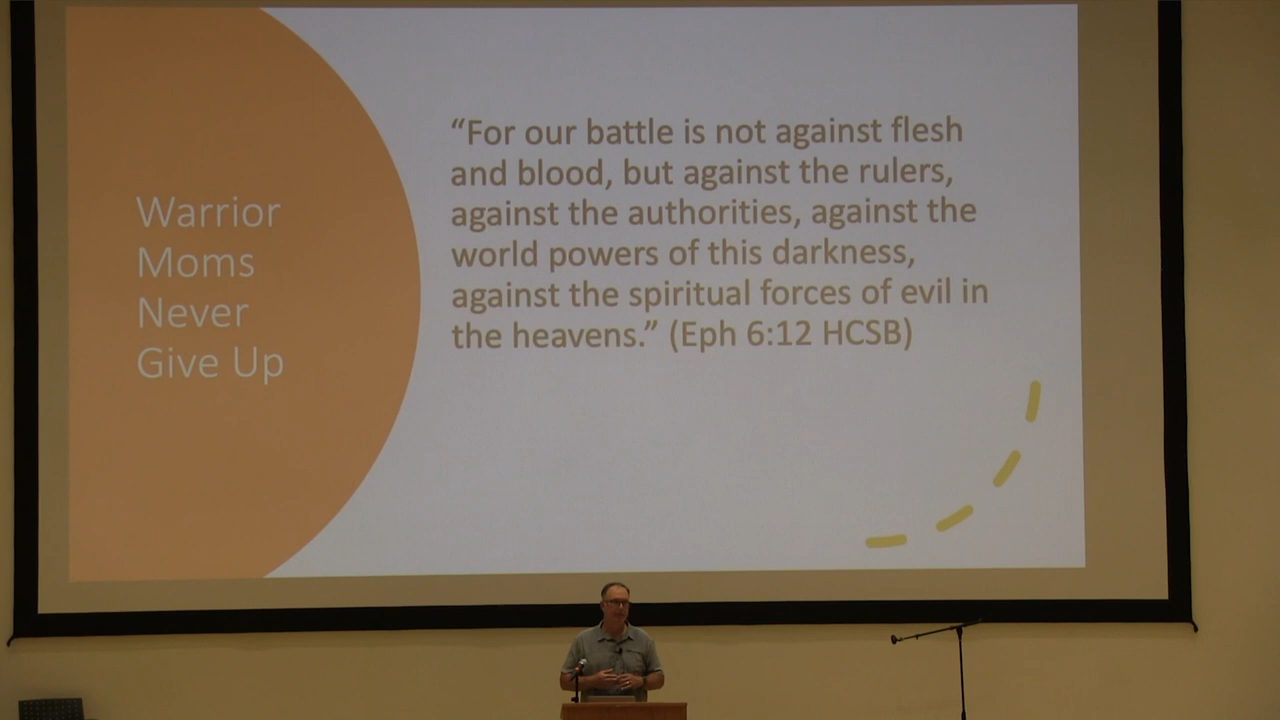 Warrior
Moms
Never
Give Up
“For our battle is not against flesh
and blood, but against the rulers,
against the authorities, against the
world powers of this darkness,
against the spiritual forces of evil in
the heavens.” (Eph 6:12 HCSB)